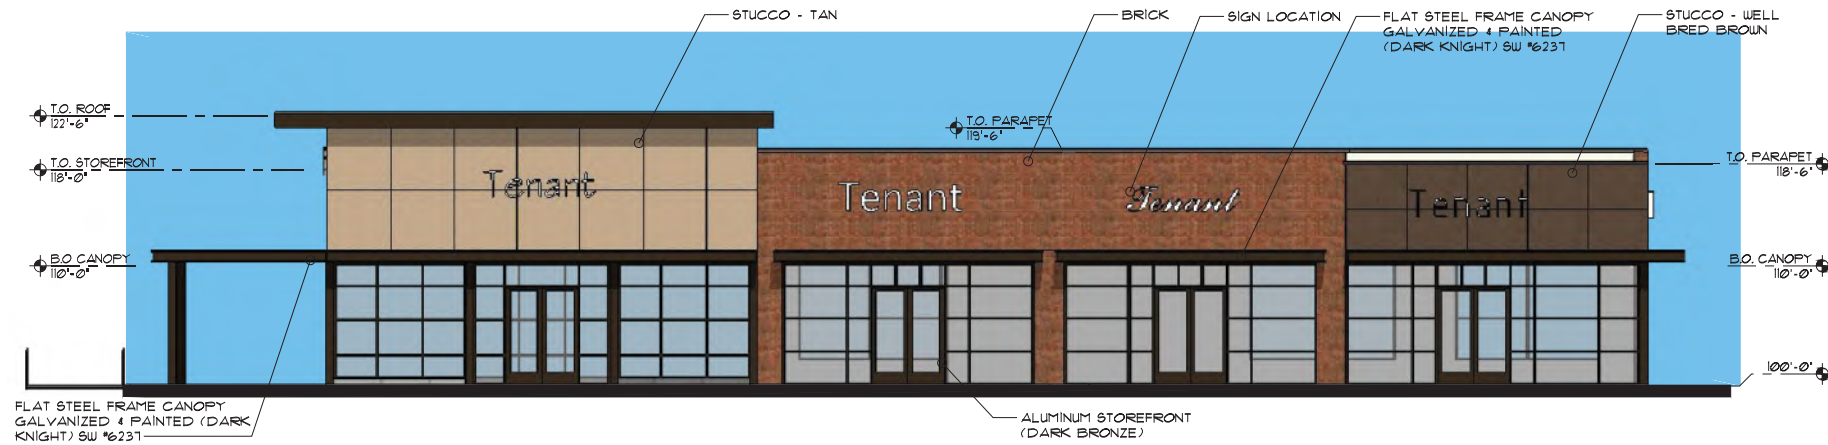 STUCCO - TAN
BRICK
SIGN LOCATION
FLAT STEEL FRAME CANOPY
GALVANIZED & PAINTED
(DARK KNIGHT) SW #6237
STUCCO - WELL
BRED BROWN
T.O. ROOF
122'-6"
T.O. PARAPET
119'-6"
T.O. STOREFRONT
118'-0"
T.O. PARAPET
118'-6"
Tenant
Tenant
Tenant
Tenant
B.O CANOPY
110'-0"
B.O. CANOPY
110'-0"
100'-0"
FLAT STEEL FRAME CANOPY
GALVANIZED & PAINTED (DARK
KNIGHT) SW #6237
ALUMINUM STOREFRONT
(DARK BRONZE)